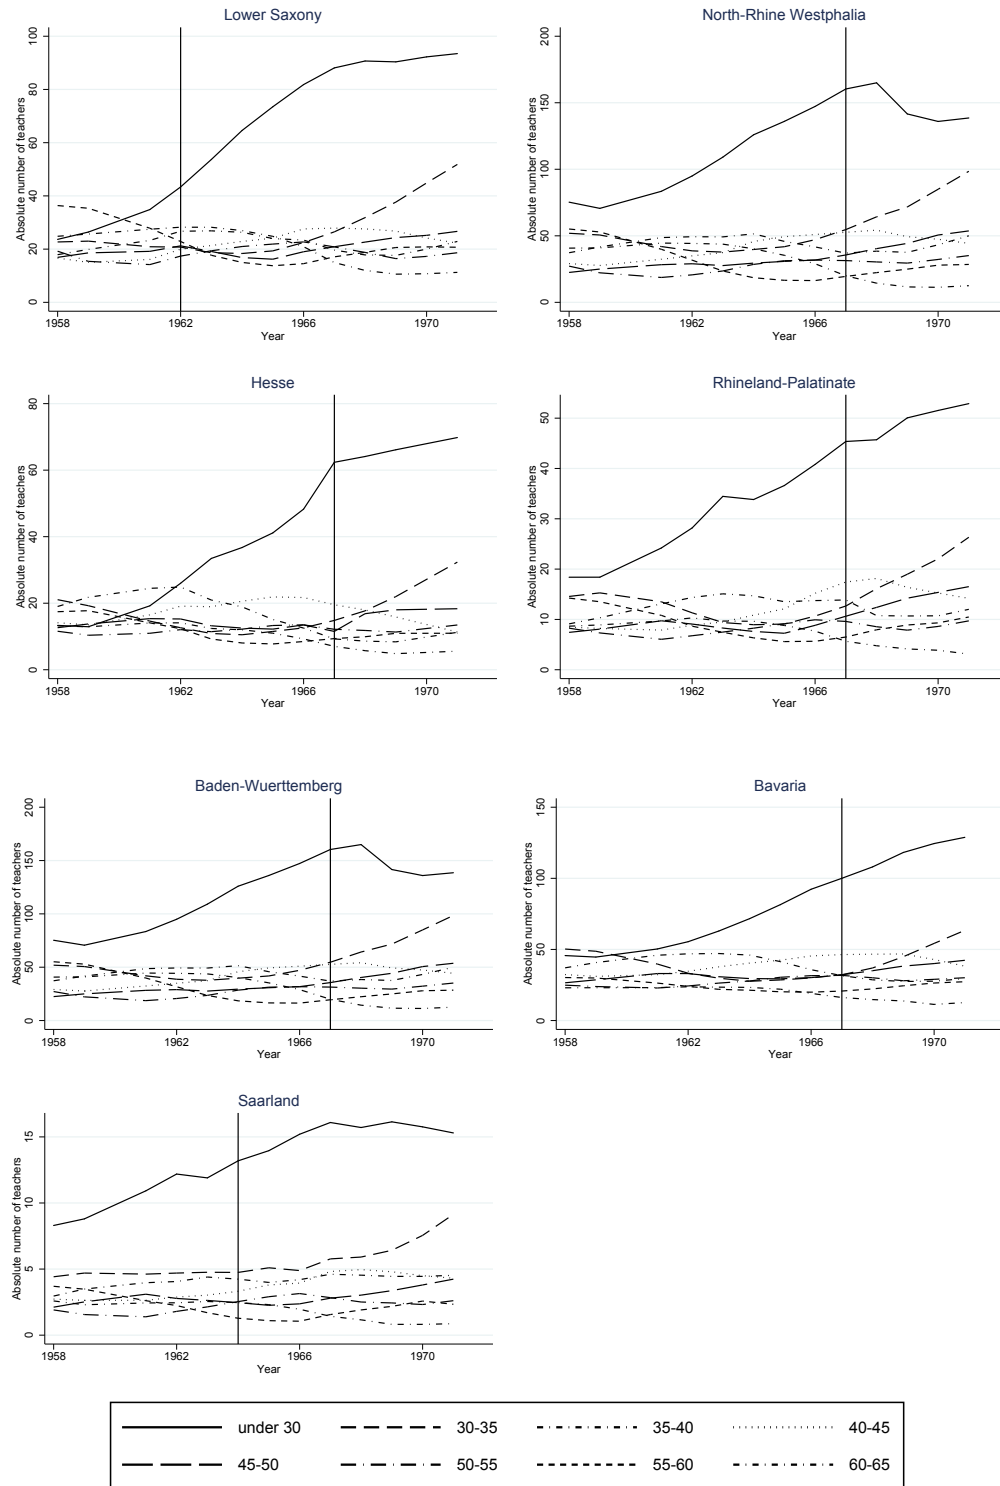 Lower Saxony
Absolute number of teachers
100
80
60
40
20
0
1958 1962 1966 1970
Year
North-Rhine Westphalia
Absolute number of teachers
200
150
100
50
0
1958 1962 1966 1970
Year
Hesse
Absolute number of teachers
80
60
40
20
0
1958 1962 1966 1970
Year
Rhineland-Palatinate
Absolute number of teachers
50
40
30
20
10
0
1958 1962 1966 1970
Year
Baden-Wuerttemberg
Absolute number of teachers
200
150
100
50
0
1958 1962 1966 1970
Year
Bavaria
Absolute number of teachers
150
100
50
0
1958 1962 1966 1970
Year
Saarland
Absolute number of teachers
15
10
5
0
1958 1962 1966 1970
Year
under 30 30-35 35-40 40-45
45-50 50-55 55-60 60-65